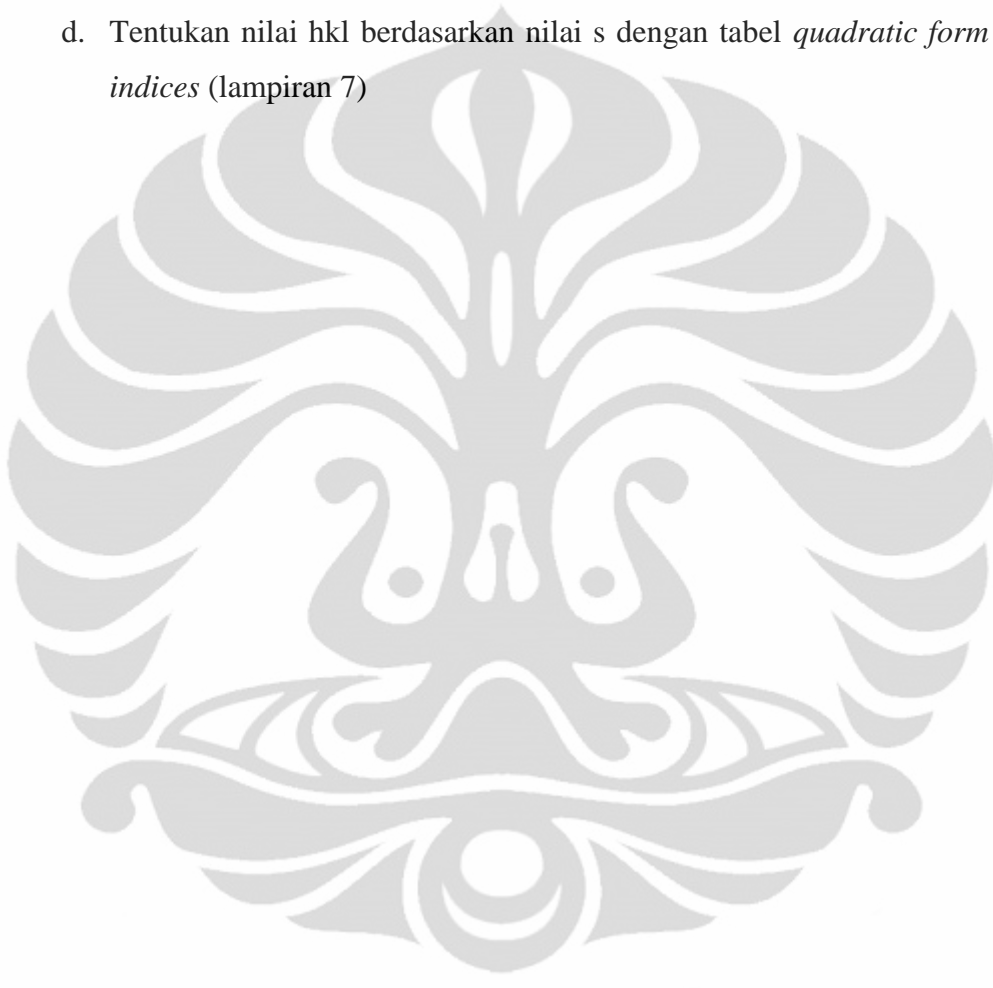 d. Tentukan nilai hkl berdasarkan nilai s dengan tabel quadratic form
indices (lampiran 7)